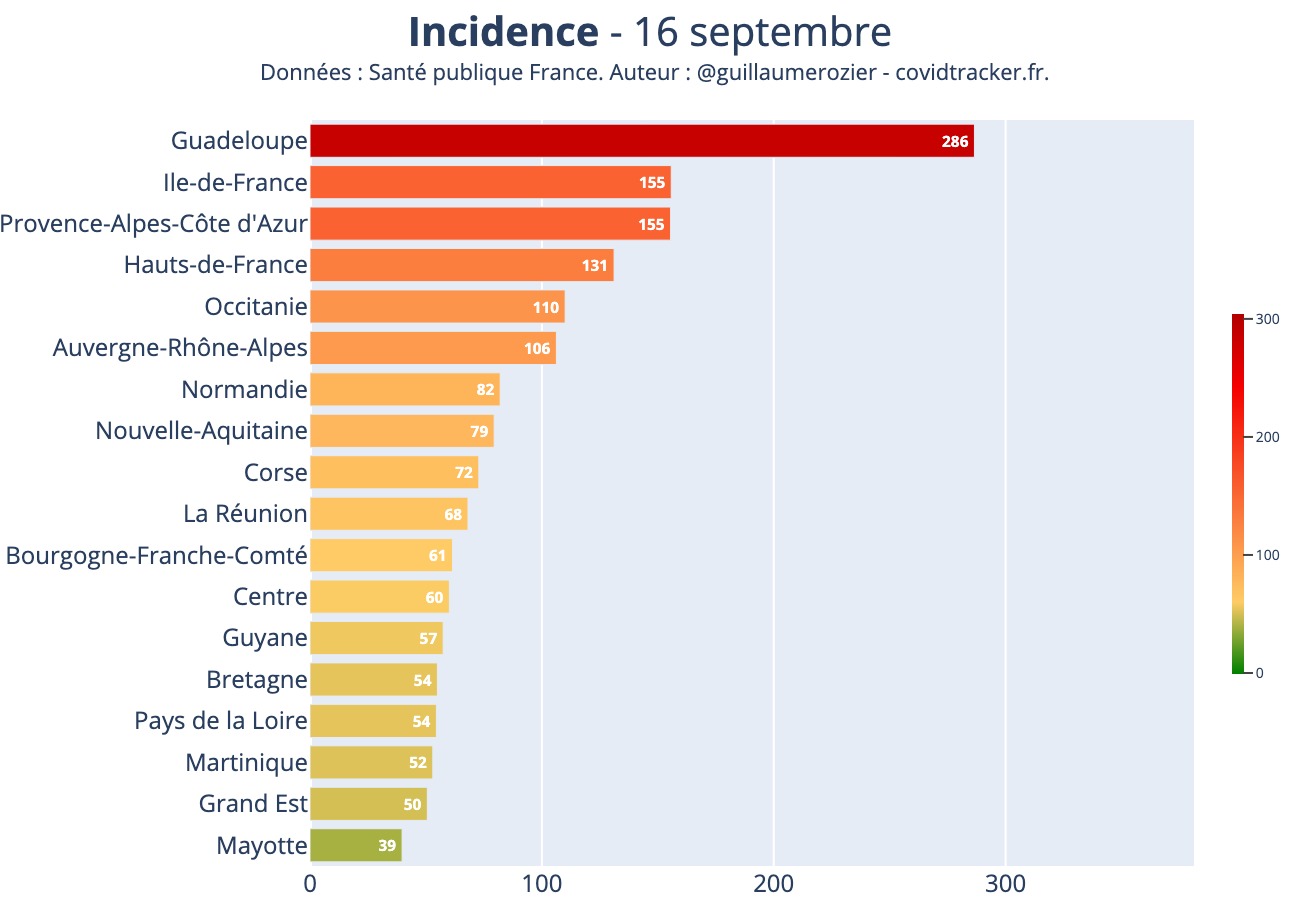 Incidence - 16 septembre
Données : Santé publique France. Auteur : @guillaumerozier - covidtracker.fr.
Guadeloupe 286
Ile-de-France 155
Provence-Alpes-Côte d'Azur 155
Hauts-de-France 131
Occitanie 110
Auvergne-Rhône-Alpes 106
Normandie 82
Nouvelle-Aquitaine 79
Corse 72
La Réunion 68
Bourgogne-Franche-Comté 61
Centre 60
Guyane 57
Bretagne 54
Pays de la Loire 54
Martinique 52
Grand Est 50
Mayotte 39
0 100 200 300
300
200
100
0